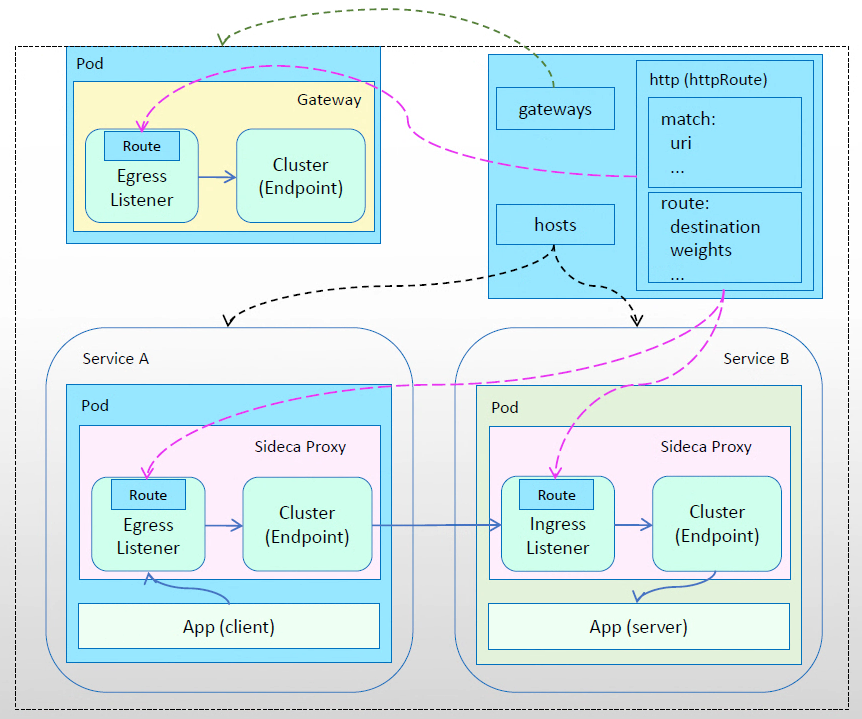 Pod
Gateway
Route
Egress
Listener
Cluster
(Endpoint)
gateways
hosts
http (httpRoute)
match:
uri
...
route:
destination
weights
...
Service A
Pod
Sideca Proxy
Route
Egress
Listener
Cluster
(Endpoint)
App (client)
Service B
Pod
Sideca Proxy
Route
Ingress
Listener
Cluster
(Endpoint)
App (server)